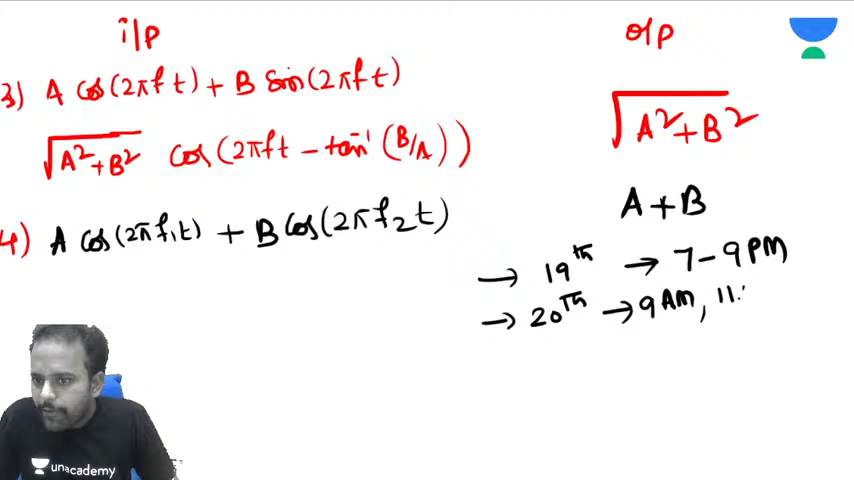 i/p
o/p
3) A cos(2πft) + B sin(2πft)
√A²+B² cos(2πft - tan⁻¹(B/A))
√A²+B²
4) A cos(2πf₁t) + B cos(2πf₂t)
A+B
→ 19th → 7-9PM
→ 20Th → 9AM, 11.
unacademy